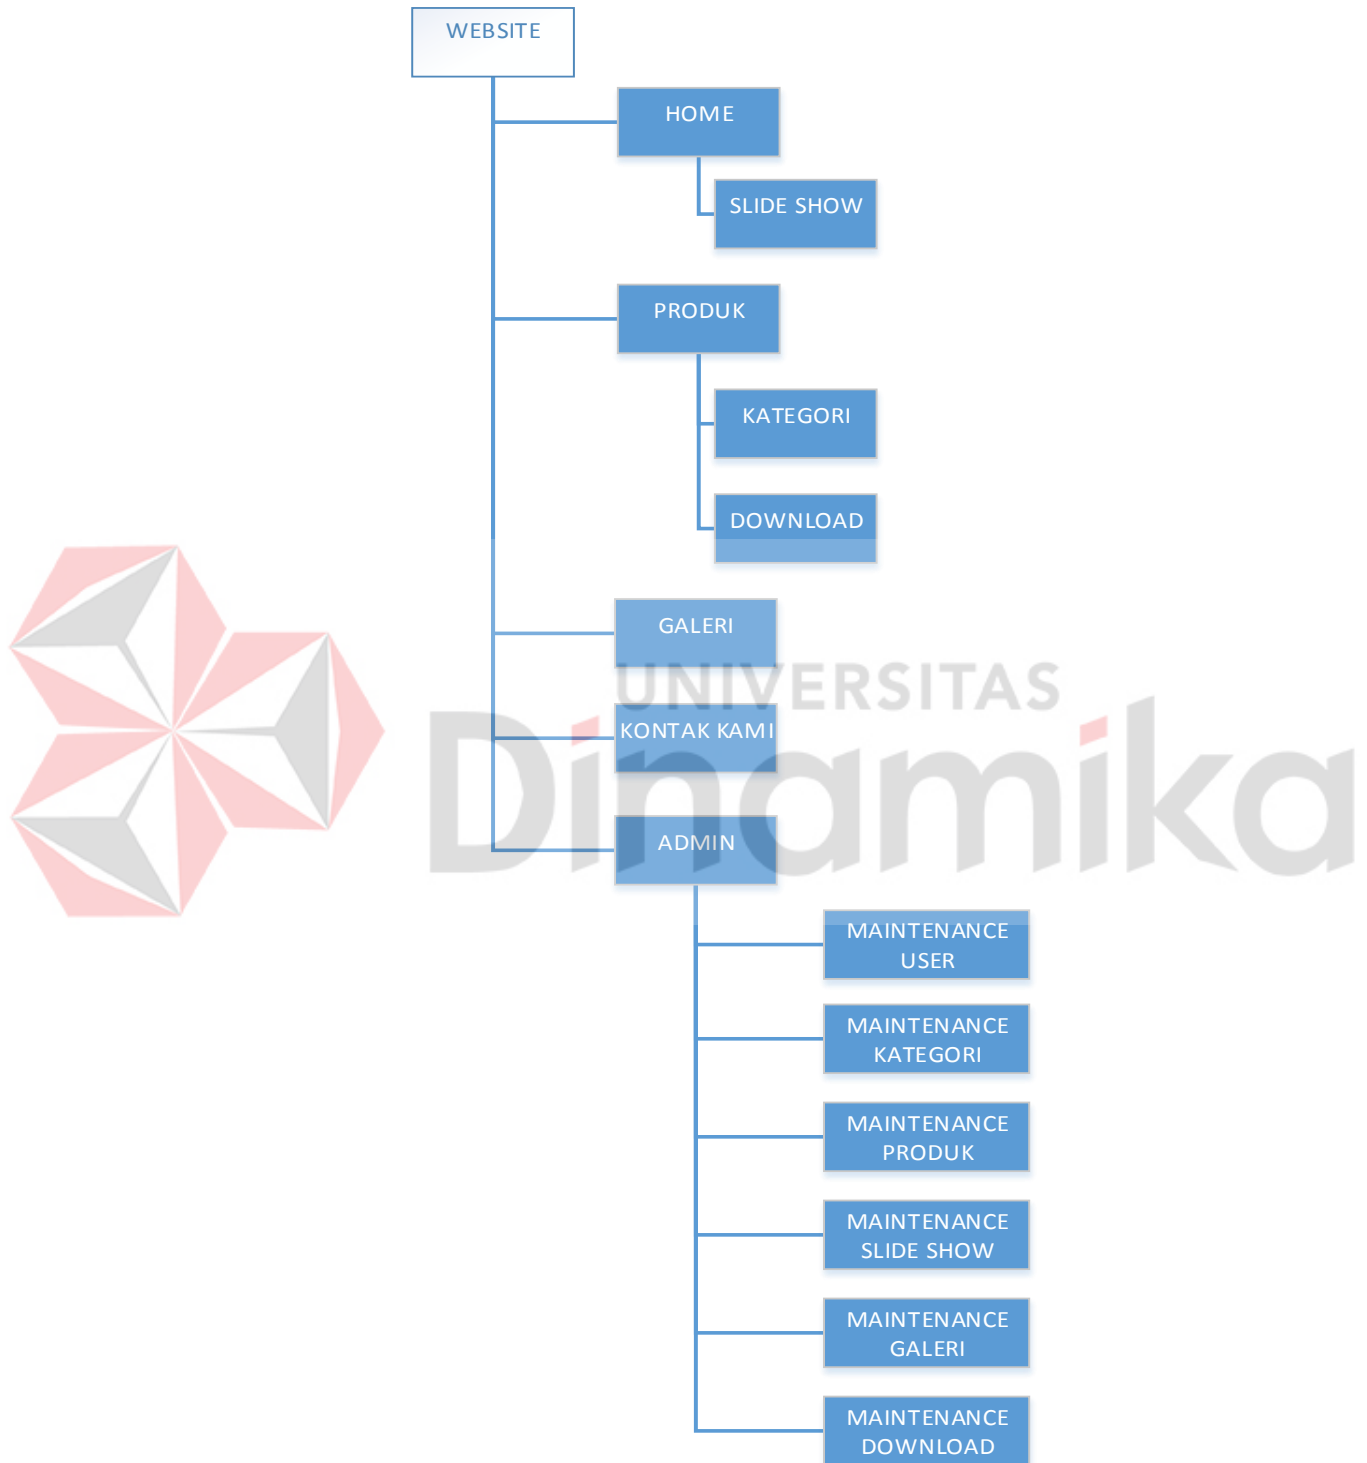 WEBSITE
HOME
SLIDE SHOW
PRODUK
KATEGORI
DOWNLOAD
GALERI
UNIVERSITAS
KONTAK KAMI
Dinamika
ADMIN
MAINTENANCE
USER
MAINTENANCE
KATEGORI
MAINTENANCE
PRODUK
MAINTENANCE
SLIDE SHOW
MAINTENANCE
GALERI
MAINTENANCE
DOWNLOAD